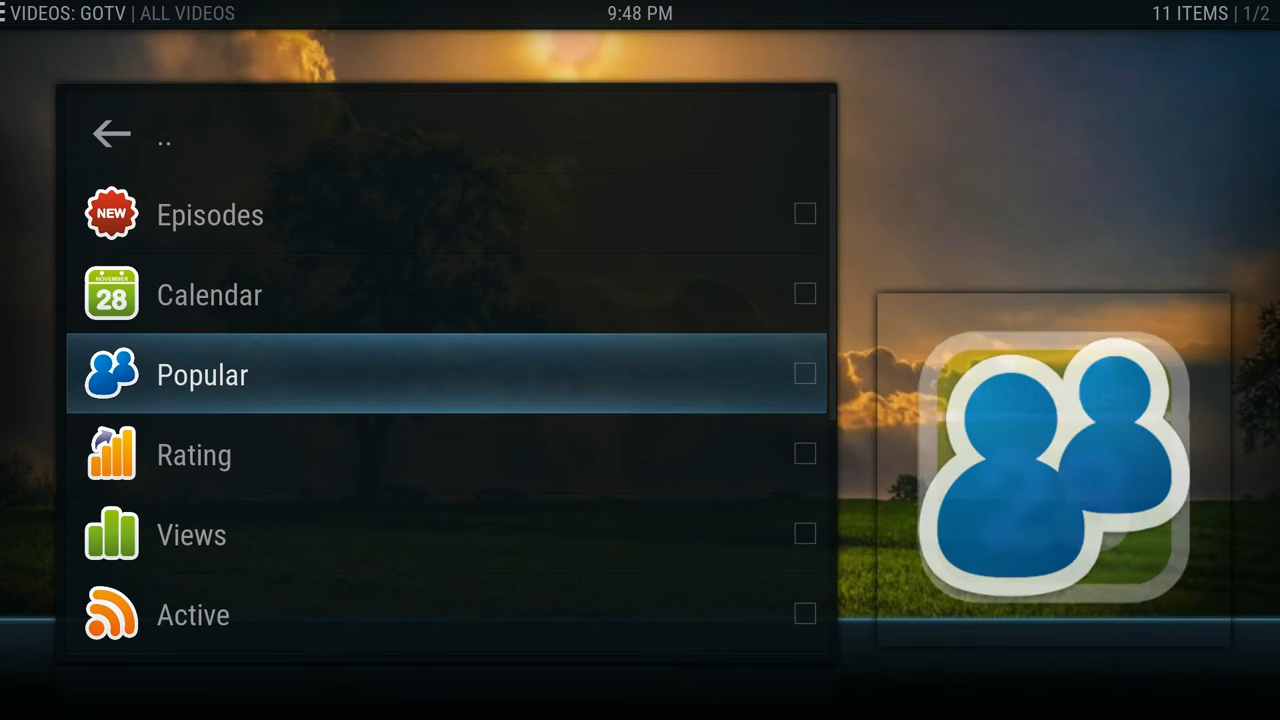 VIDEOS: GOTV | ALL VIDEOS
9:48 PM
11 ITEMS | 1/2
..
NEW
Episodes
NOVEMBER
28
Calendar
Popular
Rating
Views
Active